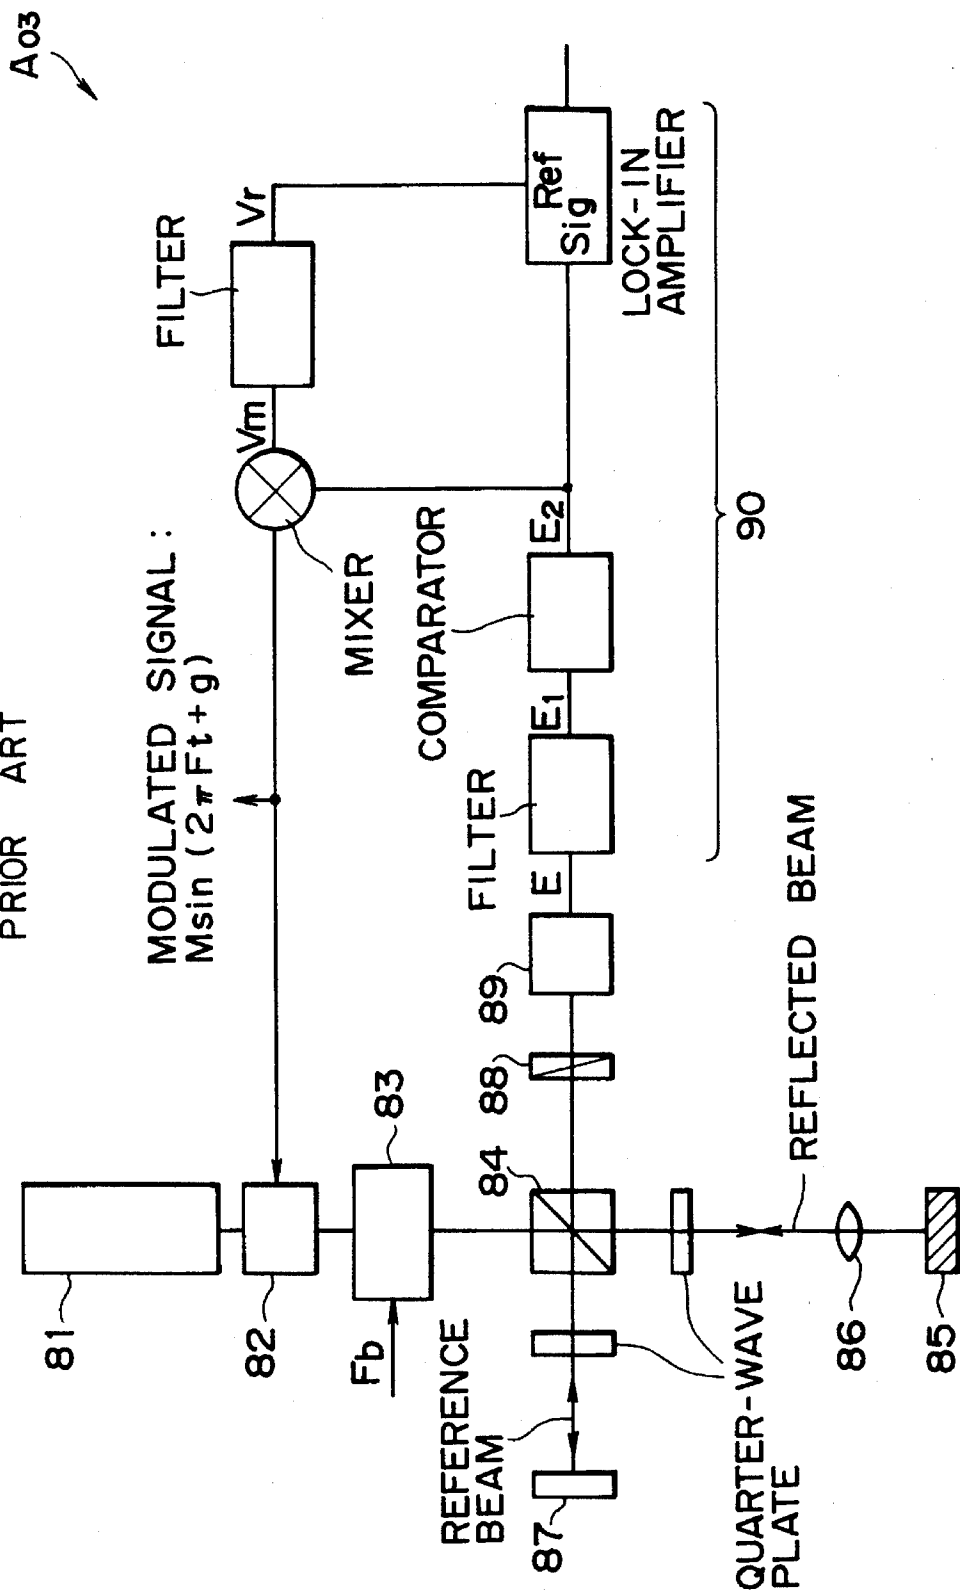 PRIOR ART
A03
MODULATED SIGNAL:
Msin (2πFt+g)
FILTER
Vm
Vr
MIXER
81
82
83
Fb
COMPARATOR
FILTER
E
E1
E2
Ref
Sig
LOCK-IN
AMPLIFIER
84
88
89
90
REFERENCE
BEAM
87
QUARTER-WAVE
PLATE
REFLECTED BEAM
86
85